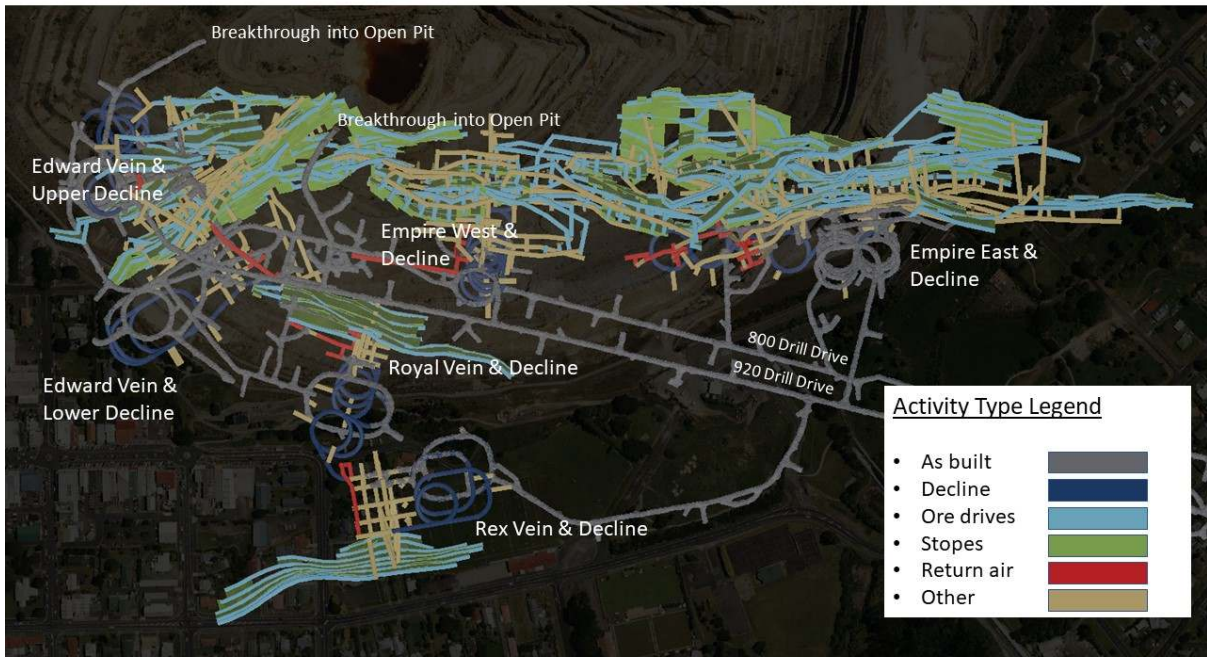 Breakthrough into Open Pit
Breakthrough into Open Pit
Edward Vein &
Upper Decline
Empire West &
Decline
Empire East &
Decline
800 Drill Drive
920 Drill Drive
Royal Vein & Decline
Edward Vein &
Lower Decline
Rex Vein & Decline
Activity Type Legend
• As built
• Decline
• Ore drives
• Stopes
• Return air
• Other